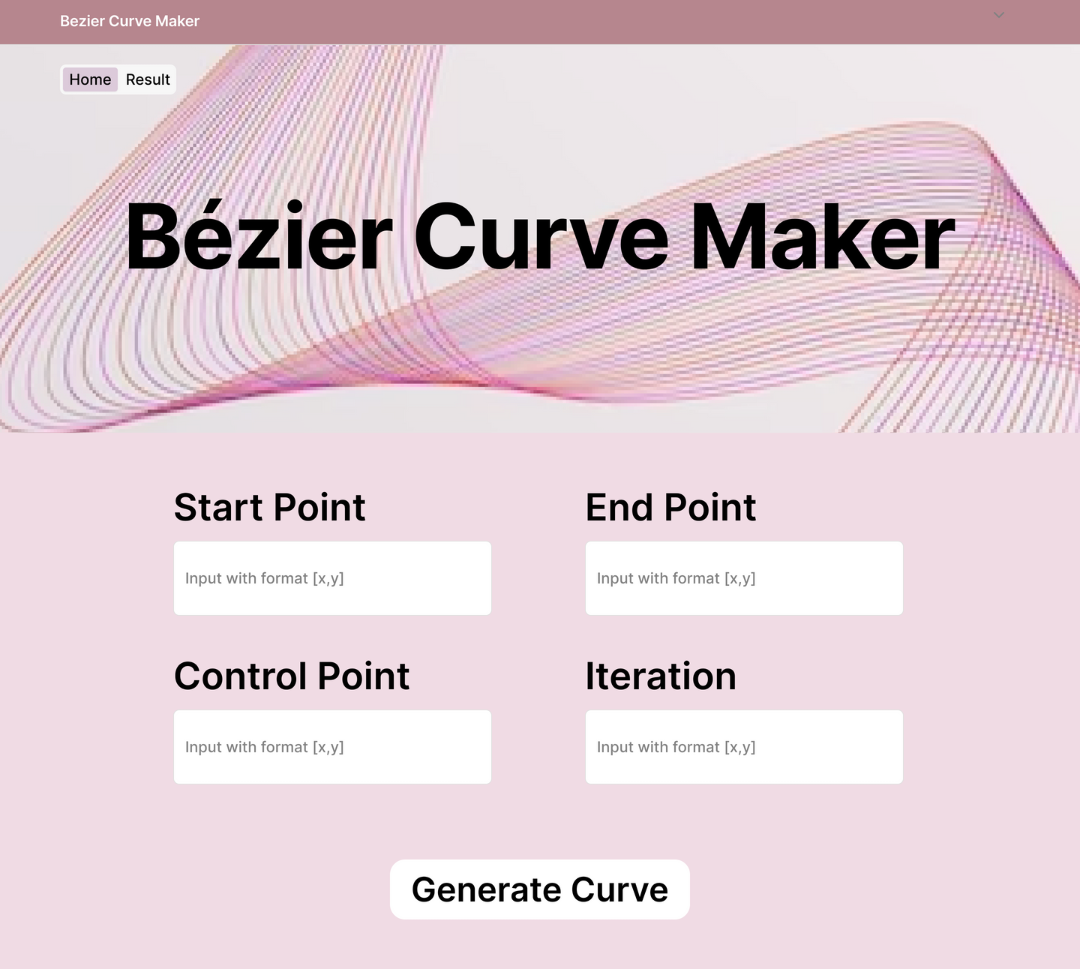 Bezier Curve Maker
Home Result
Bézier Curve Maker
Start Point
End Point
Input with format [x,y]
Input with format [x,y]
Control Point
Iteration
Input with format [x,y]
Input with format [x,y]
Generate Curve